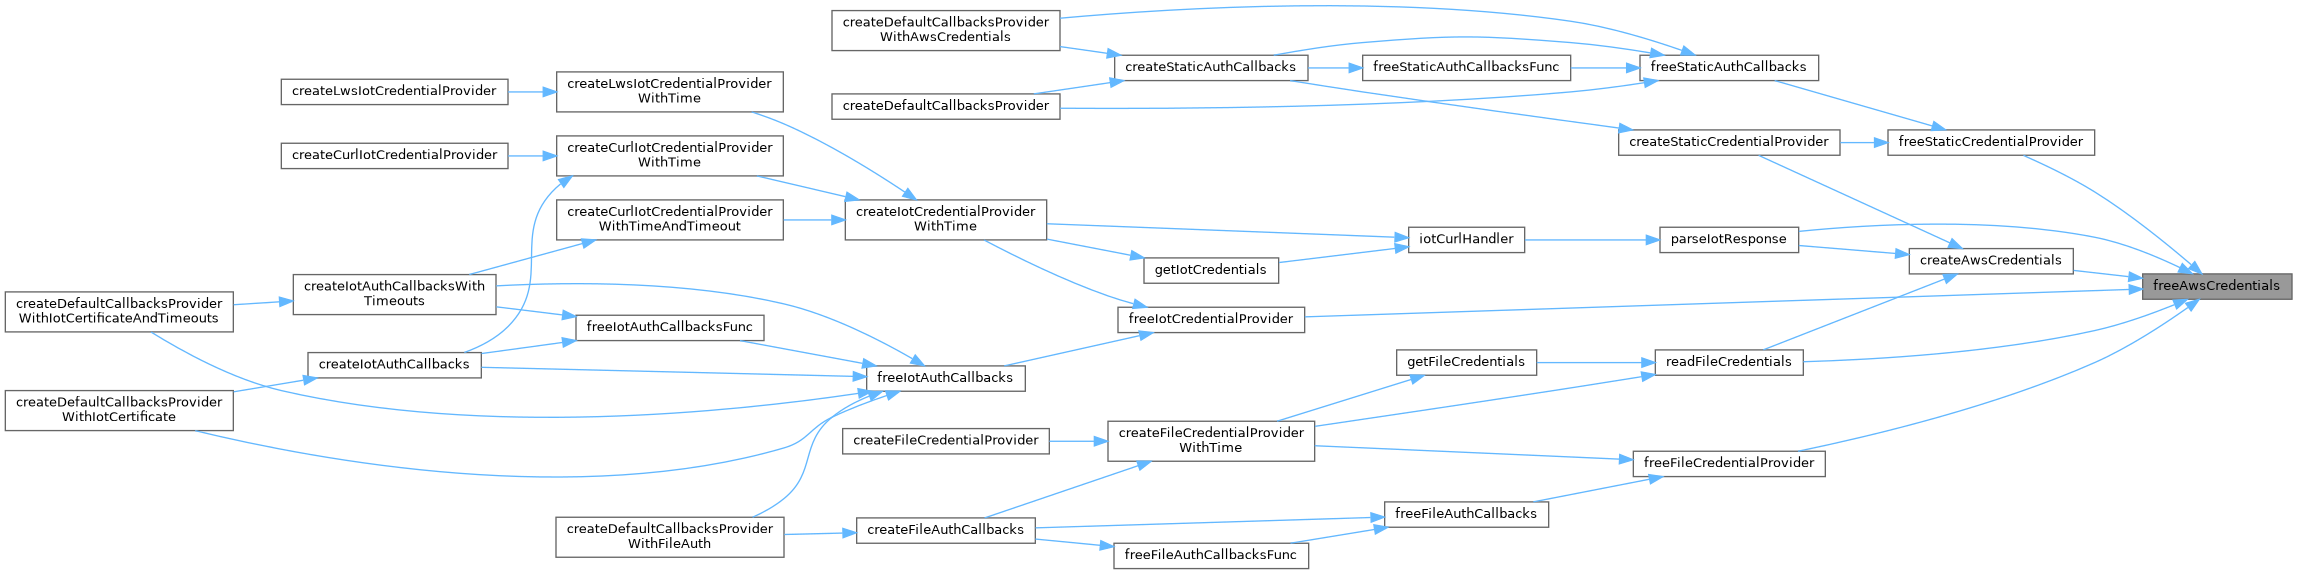 createDefaultCallbacksProvider
WithAwsCredentials
createStaticAuthCallbacks
freeStaticAuthCallbacksFunc
freeStaticAuthCallbacks
createLwsIotCredentialProvider
createLwsIotCredentialProvider
WithTime
createDefaultCallbacksProvider
createCurlIotCredentialProvider
createCurlIotCredentialProvider
WithTime
createStaticCredentialProvider
freeStaticCredentialProvider
createCurlIotCredentialProvider
WithTimeAndTimeout
createIotCredentialProvider
WithTime
iotCurlHandler
parseIotResponse
getIotCredentials
createAwsCredentials
freeAwsCredentials
createIotAuthCallbacksWith
Timeouts
createDefaultCallbacksProvider
WithIotCertificateAndTimeouts
freeIotAuthCallbacksFunc
freeIotCredentialProvider
createIotAuthCallbacks
freeIotAuthCallbacks
getFileCredentials
readFileCredentials
createDefaultCallbacksProvider
WithIotCertificate
createFileCredentialProvider
createFileCredentialProvider
WithTime
freeFileCredentialProvider
createDefaultCallbacksProvider
WithFileAuth
createFileAuthCallbacks
freeFileAuthCallbacks
freeFileAuthCallbacksFunc